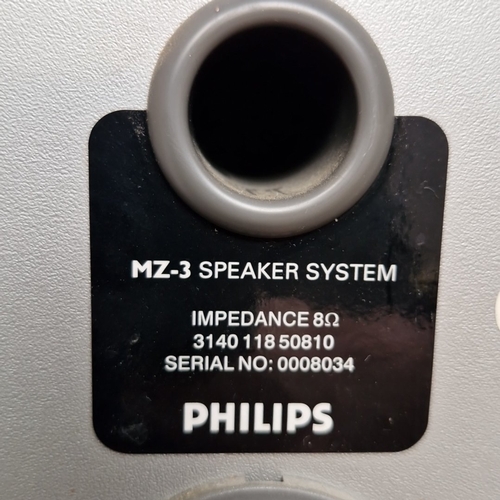 MZ-3 SPEAKER SYSTEM
IMPEDANCE 8Ω
3140 118 50810
SERIAL NO: 0008034
PHILIPS